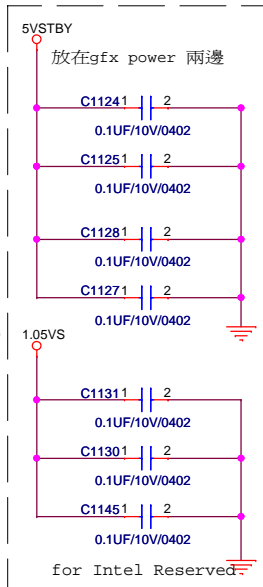 5VSTBY
放在gfx power 兩邊
C1124 1 2
0.1UF/10V/0402
C1125 1 2
0.1UF/10V/0402
C1128 1 2
0.1UF/10V/0402
C1127 1 2
0.1UF/10V/0402
1.05VS
C1131 1 2
0.1UF/10V/0402
C1130 1 2
0.1UF/10V/0402
C1145 1 2
0.1UF/10V/0402
for Intel Reserved